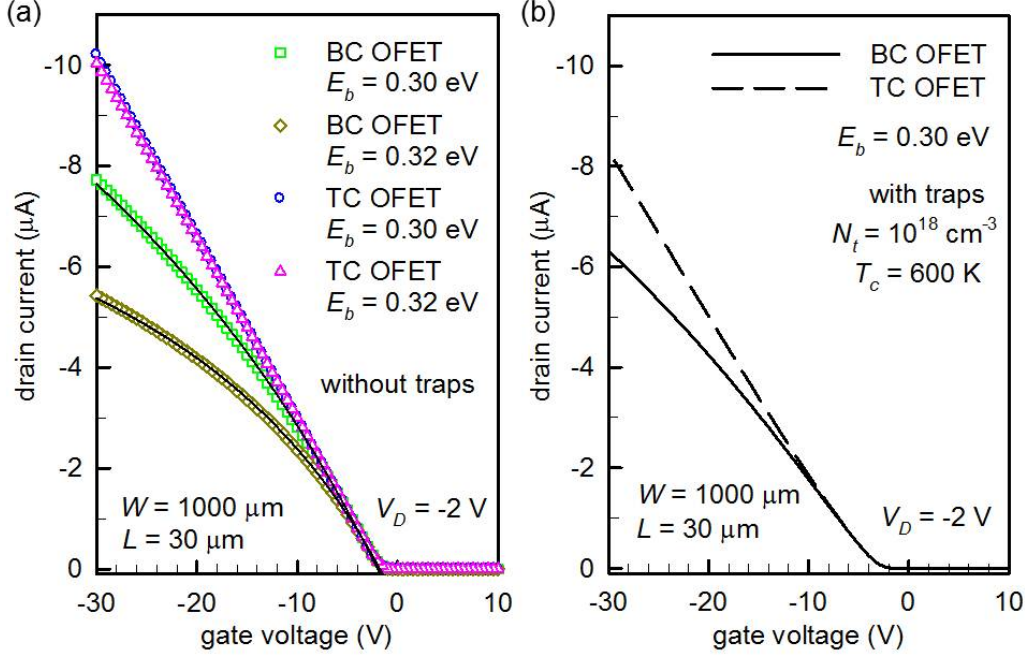 (a)
BC OFET
E_b = 0.30 eV
BC OFET
E_b = 0.32 eV
TC OFET
E_b = 0.30 eV
TC OFET
E_b = 0.32 eV
without traps
W = 1000 μm
L = 30 μm
V_D = -2 V
drain current (μA)
-10
-8
-6
-4
-2
0
-30
-20
-10
0
10
gate voltage (V)
(b)
BC OFET
TC OFET
E_b = 0.30 eV
with traps
N_t = 10^18 cm^-3
T_c = 600 K
W = 1000 μm
L = 30 μm
V_D = -2 V
drain current (μA)
-10
-8
-6
-4
-2
0
-30
-20
-10
0
10
gate voltage (V)